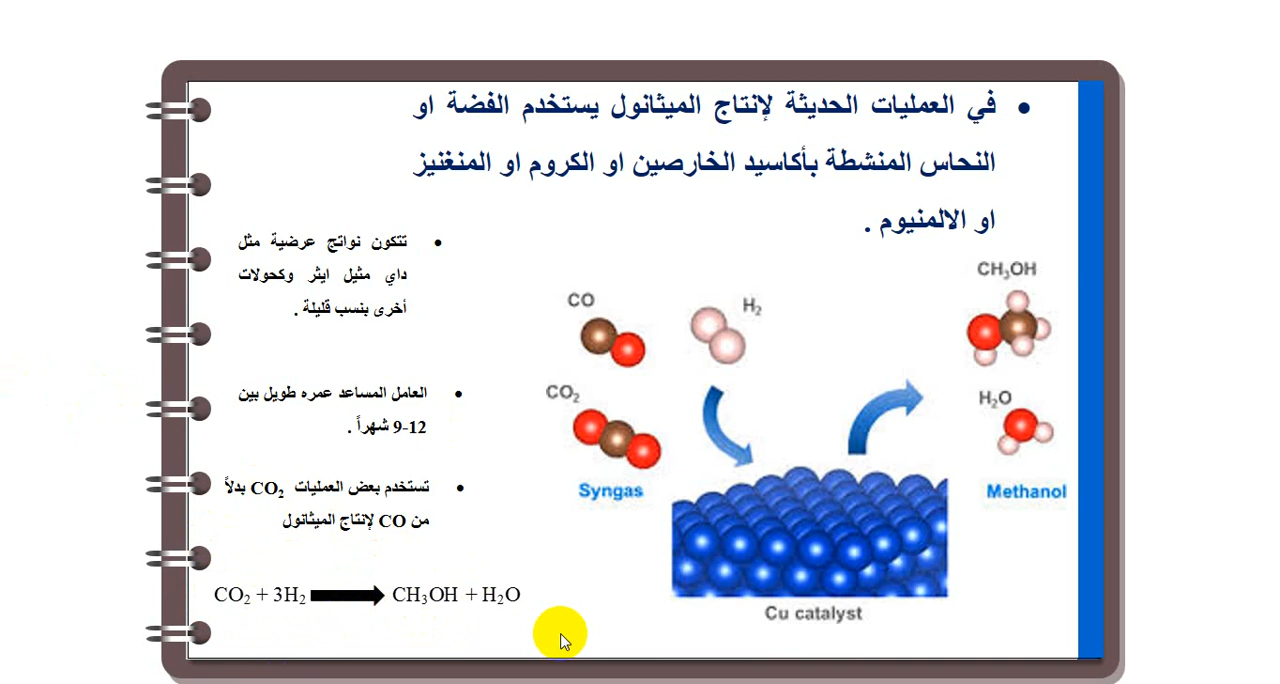 • في العمليات الحديثة لإنتاج الميثانول يستخدم الفضة او
النحاس المنشطة بأكاسيد الخارصين او الكروم او المنغنيز
او الالمنيوم .
• تتكون نواتج عرضية مثل
داي مثيل ايثر وكحولات
أخرى بنسب قليلة .
• العامل المساعد عمره طويل بين
9-12 شهراً .
• تستخدم بعض العمليات CO₂ بدلاً
من CO لإنتاج الميثانول
CO₂ + 3H₂ → CH₃OH + H₂O
CO
H₂
CO₂
Syngas
Cu catalyst
CH₃OH
H₂O
Methanol